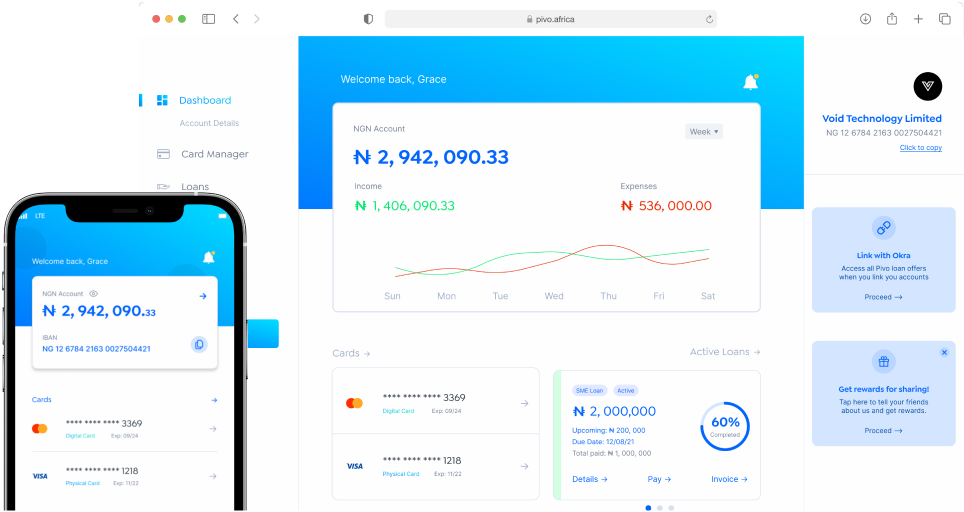 pivo.africa
Dashboard
Account Details
Card Manager
Loans
Welcome back, Grace
NGN Account
Week
₦ 2, 942, 090.33
Income
Expenses
₦ 1, 406, 090.33
₦ 536, 000.00
Sun Mon Tue Wed Thu Fri Sat
Cards →
Active Loans →
**** **** **** 3369
Digital Card Exp: 09/24
VISA
**** **** **** 1218
Physical Card Exp: 11/22
SME Loan Active
₦ 2, 000,000
Upcoming: ₦ 200, 000
Due Date: 12/08/21
Total paid: ₦ 1, 000, 000
60%
Completed
Details → Pay → Invoice →
Void Technology Limited
NG 12 6784 2163 0027504421
Click to copy
Link with Okra
Access all Pivo loan offers
when you link you accounts
Proceed →
Get rewards for sharing!
Tap here to tell your friends
about us and get rewards.
Proceed →
LTE
Welcome back, Grace
NGN Account
₦ 2, 942, 090.33
IBAN
NG 12 6784 2163 0027504421
Cards
**** **** **** 3369
Digital Card Exp: 09/24
VISA
**** **** **** 1218
Physical Card Exp: 11/22